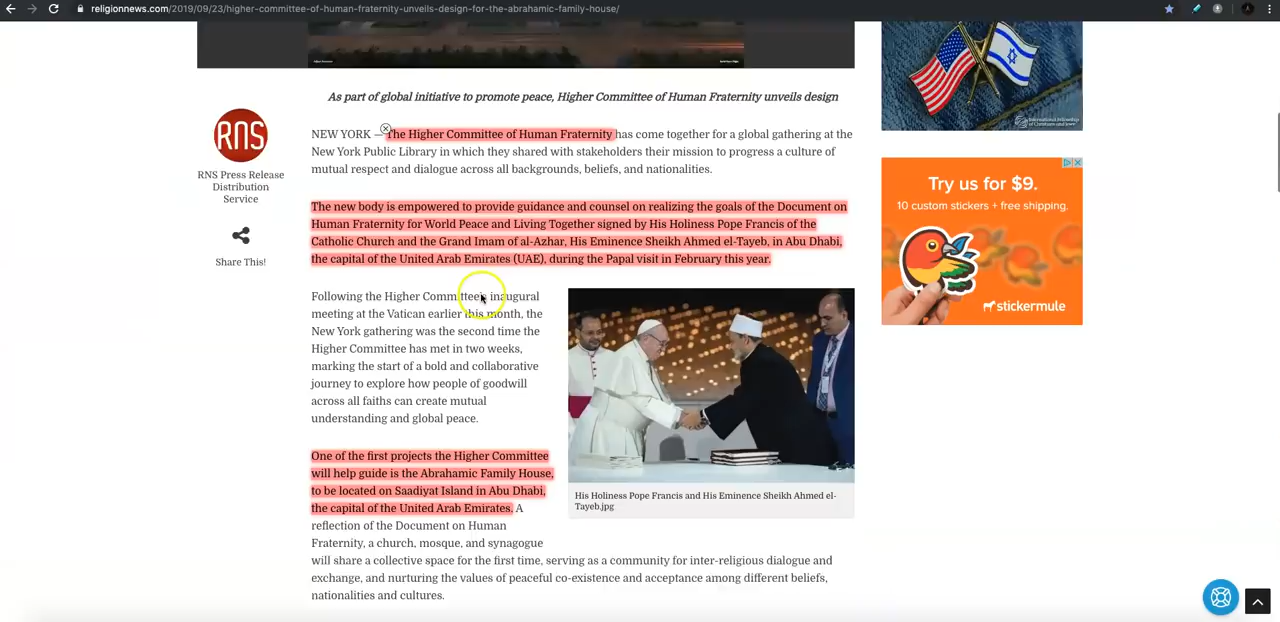 religionnews.com/2019/09/23/higher-committee-of-human-fraternity-unveils-design-for-the-abrahamic-family-house/
As part of global initiative to promote peace, Higher Committee of Human Fraternity unveils design
RNS
RNS Press Release
Distribution
Service
Share This!
NEW YORK — The Higher Committee of Human Fraternity has come together for a global gathering at the
New York Public Library in which they shared with stakeholders their mission to progress a culture of
mutual respect and dialogue across all backgrounds, beliefs, and nationalities.
The new body is empowered to provide guidance and counsel on realizing the goals of the Document on
Human Fraternity for World Peace and Living Together signed by His Holiness Pope Francis of the
Catholic Church and the Grand Imam of al-Azhar, His Eminence Sheikh Ahmed el-Tayeb, in Abu Dhabi,
the capital of the United Arab Emirates (UAE), during the Papal visit in February this year.
Following the Higher Committee's inaugural
meeting at the Vatican earlier this month, the
New York gathering was the second time the
Higher Committee has met in two weeks,
marking the start of a bold and collaborative
journey to explore how people of goodwill
across all faiths can create mutual
understanding and global peace.
One of the first projects the Higher Committee
will help guide is the Abrahamic Family House,
to be located on Saadiyat Island in Abu Dhabi,
the capital of the United Arab Emirates. A
reflection of the Document on Human
Fraternity, a church, mosque, and synagogue
will share a collective space for the first time, serving as a community for inter-religious dialogue and
exchange, and nurturing the values of peaceful co-existence and acceptance among different beliefs,
nationalities and cultures.
His Holiness Pope Francis and His Eminence Sheikh Ahmed el-
Tayeb.jpg
International Fellowship
of Christians and Jews
Try us for $9.
10 custom stickers + free shipping.
stickermule